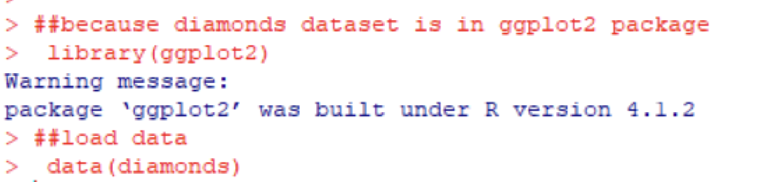 > ##because diamonds dataset is in ggplot2 package
>  library(ggplot2)
Warning message:
package ‘ggplot2’ was built under R version 4.1.2
> ##load data
>  data(diamonds)